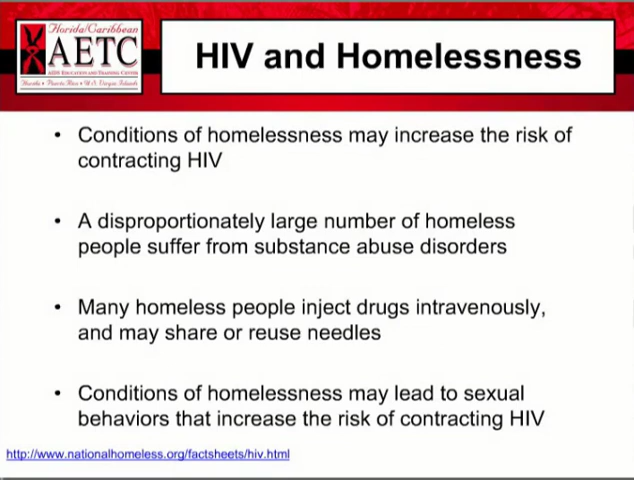 Florida/Caribbean
AETC
AIDS EDUCATION AND TRAINING CENTER
Florida • Puerto Rico • U.S. Virgin Islands
HIV and Homelessness
• Conditions of homelessness may increase the risk of
contracting HIV
• A disproportionately large number of homeless
people suffer from substance abuse disorders
• Many homeless people inject drugs intravenously,
and may share or reuse needles
• Conditions of homelessness may lead to sexual
behaviors that increase the risk of contracting HIV
http://www.nationalhomeless.org/factsheets/hiv.html